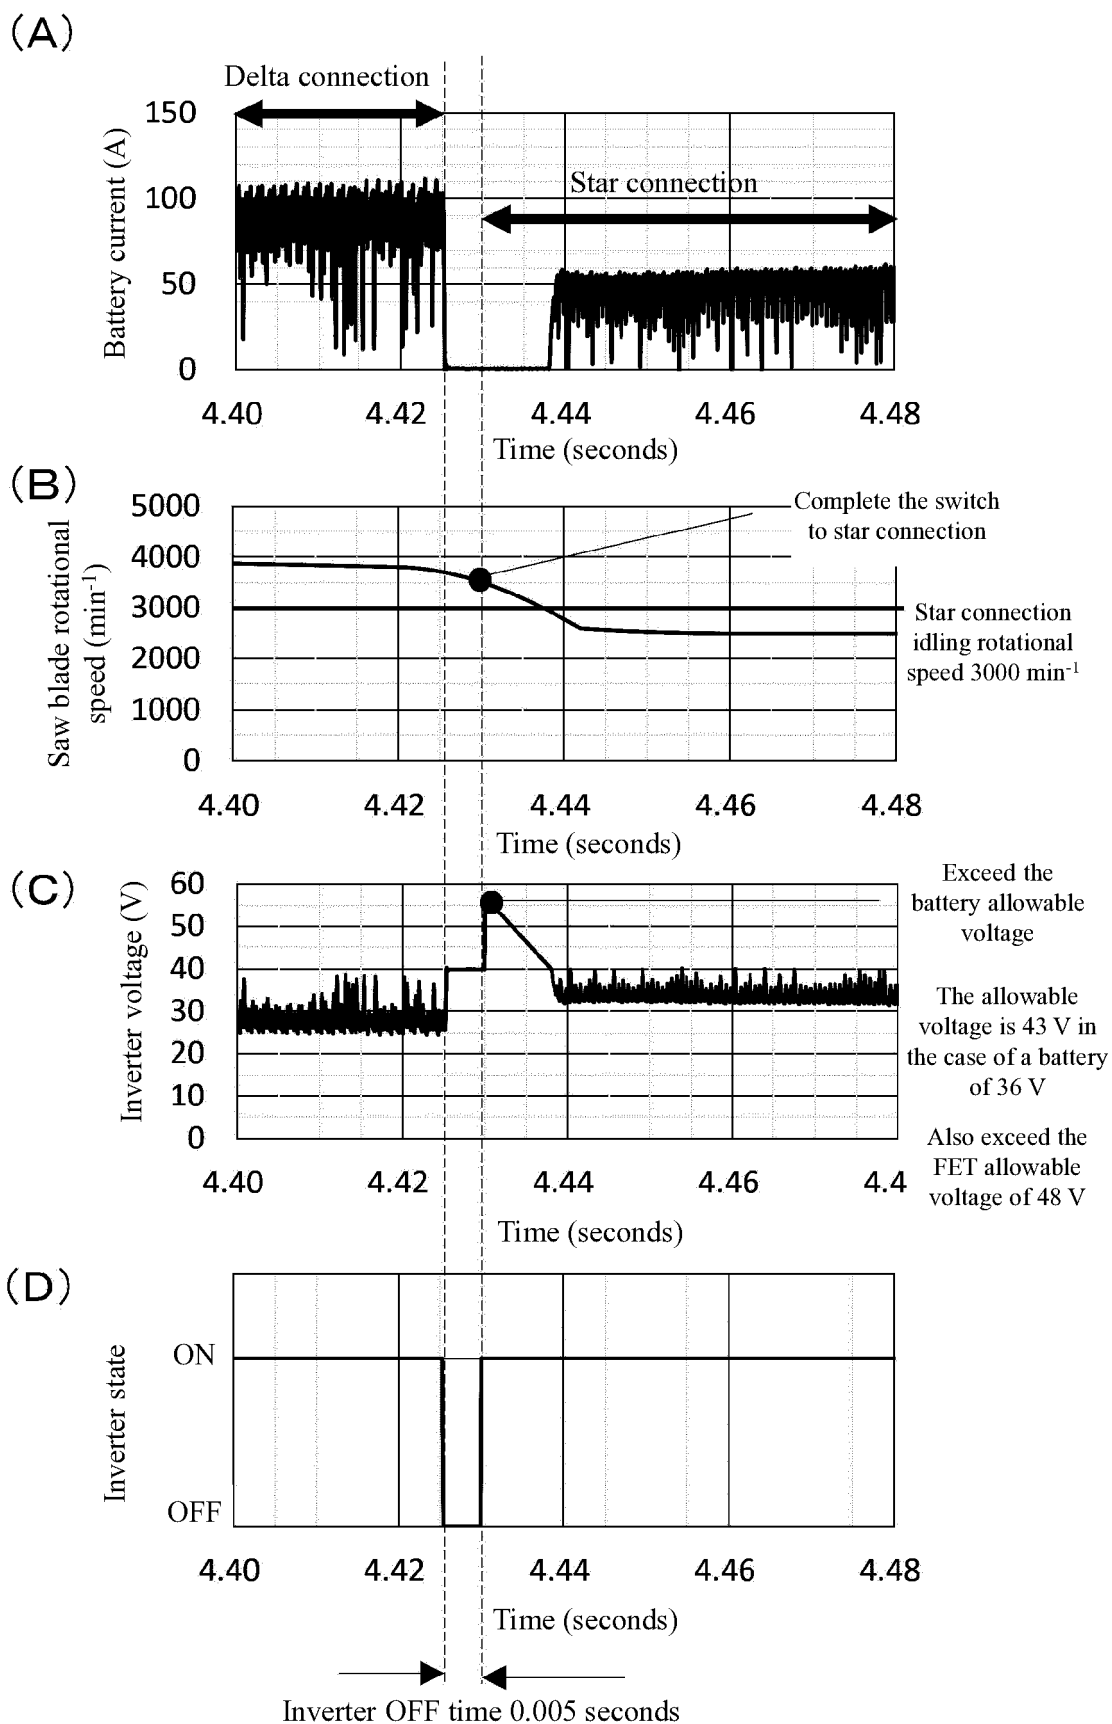 (A)
Delta connection
Star connection
Battery current (A)
150
100
50
0
4.40 4.42 4.44 4.46 4.48
Time (seconds)
(B)
Complete the switch
to star connection
Saw blade rotational
speed (min-1)
5000
4000
3000
2000
1000
0
Star connection
idling rotational
speed 3000 min-1
4.40 4.42 4.44 4.46 4.48
Time (seconds)
(C)
Inverter voltage (V)
60
50
40
30
20
10
0
Exceed the
battery allowable
voltage
The allowable
voltage is 43 V in
the case of a battery
of 36 V
Also exceed the
FET allowable
voltage of 48 V
4.40 4.42 4.44 4.46 4.4
Time (seconds)
(D)
Inverter state
ON
OFF
4.40 4.42 4.44 4.46 4.48
Time (seconds)
Inverter OFF time 0.005 seconds